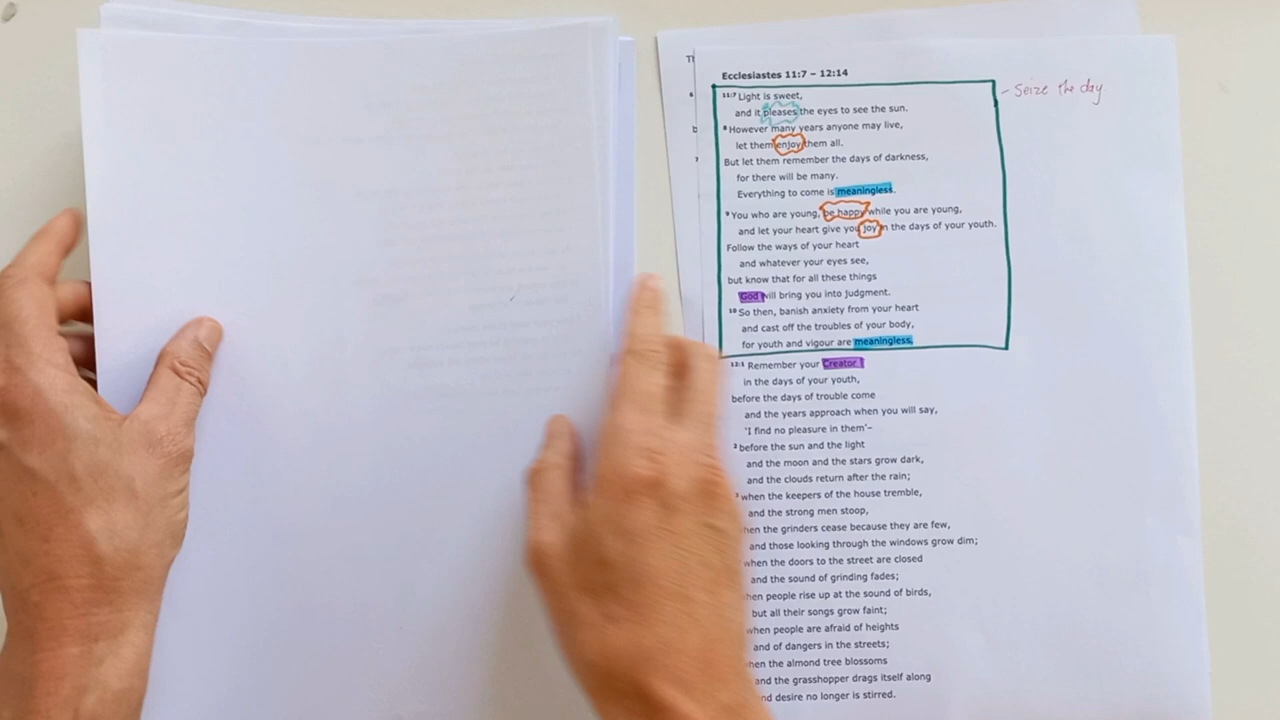 Ecclesiastes 11:7 – 12:14
11:7 Light is sweet,
and it pleases the eyes to see the sun.
8 However many years anyone may live,
let them enjoy them all.
But let them remember the days of darkness,
for there will be many.
Everything to come is meaningless.
9 You who are young, be happy while you are young,
and let your heart give you joy in the days of your youth.
Follow the ways of your heart
and whatever your eyes see,
but know that for all these things
God will bring you into judgment.
10 So then, banish anxiety from your heart
and cast off the troubles of your body,
for youth and vigour are meaningless.
12:1 Remember your Creator
in the days of your youth,
before the days of trouble come
and the years approach when you will say,
'I find no pleasure in them'–
2 before the sun and the light
and the moon and the stars grow dark,
and the clouds return after the rain;
3 when the keepers of the house tremble,
and the strong men stoop,
hen the grinders cease because they are few,
and those looking through the windows grow dim;
when the doors to the street are closed
and the sound of grinding fades;
hen people rise up at the sound of birds,
but all their songs grow faint;
when people are afraid of heights
and of dangers in the streets;
hen the almond tree blossoms
and the grasshopper drags itself along
nd desire no longer is stirred.
- Seize the day
Th
6
b
7